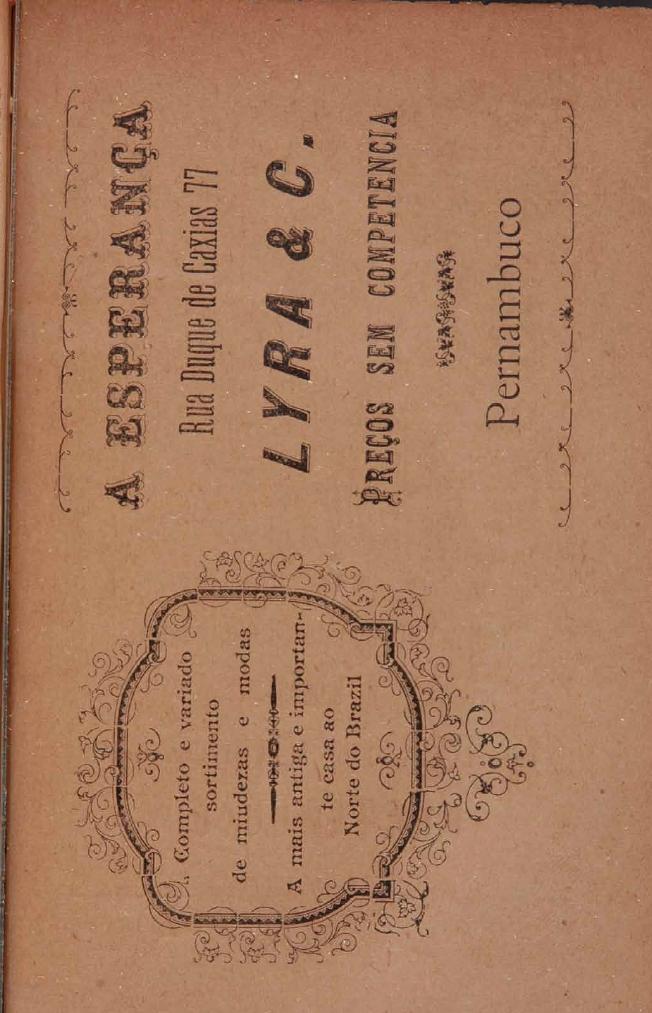 Completo e variado
sortimento
de miudezas e modas
A mais antiga e importan-
te casa ao
Norte do Brazil
A ESPERANÇA
Rua Duque de Caxias 77
LYRA & C.
PREÇOS SEM COMPETENCIA
Pernambuco